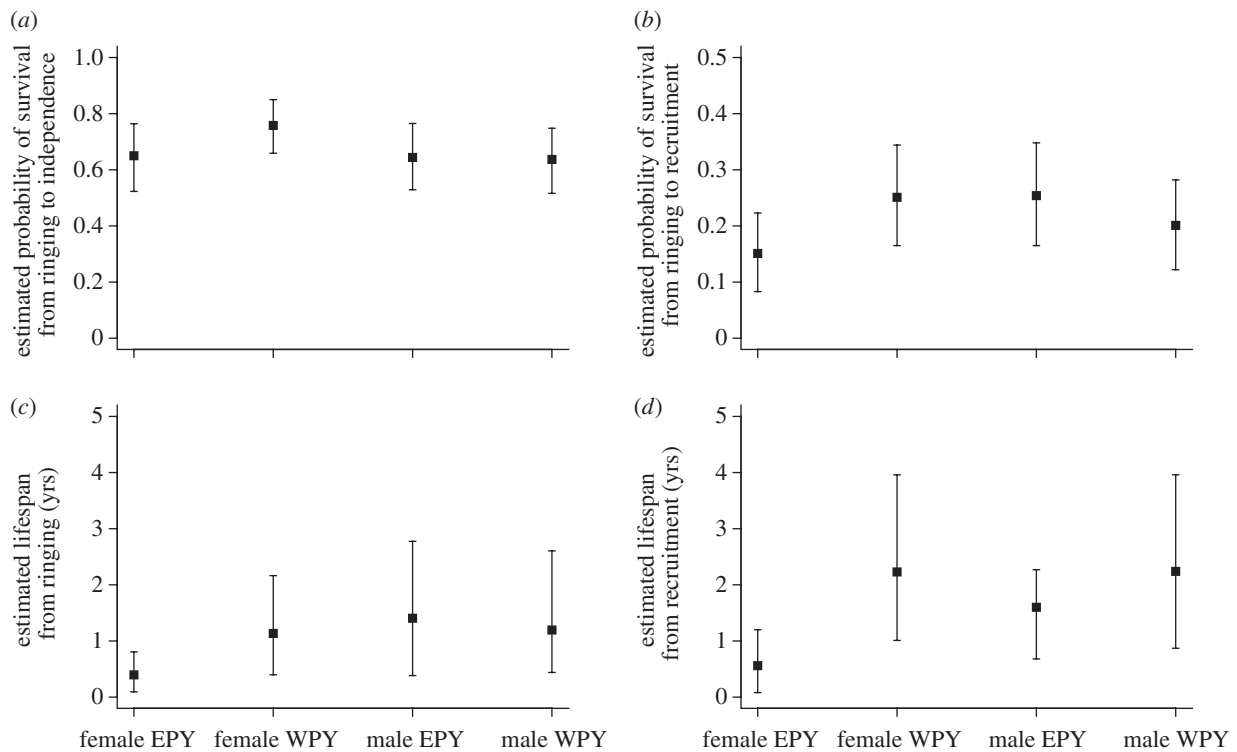 (a)
estimated probability of survival
from ringing to independence
1.0
0.8
0.6
0.4
0.2
0
(b)
estimated probability of survival
from ringing to recruitment
0.5
0.4
0.3
0.2
0.1
0
(c)
estimated lifespan
from ringing (yrs)
5
4
3
2
1
0
female EPY female WPY male EPY male WPY
(d)
estimated lifespan
from recruitment (yrs)
5
4
3
2
1
0
female EPY female WPY male EPY male WPY